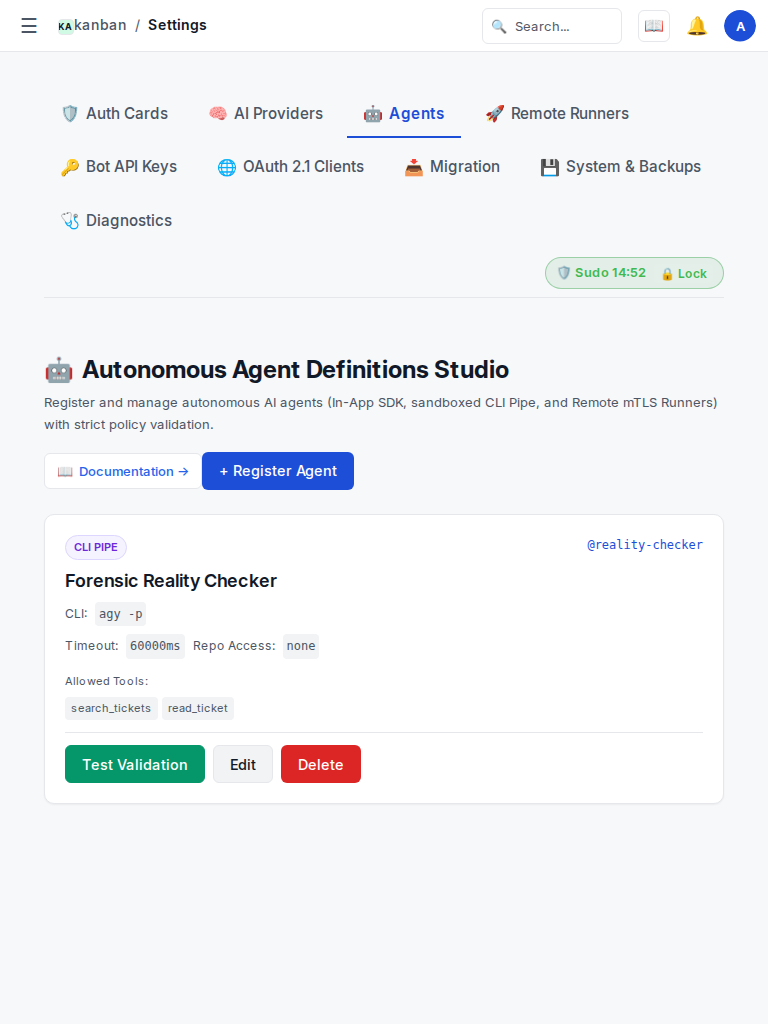 ☰ KA kanban / Settings 🔍 Search... 📖 🔔 A
🛡️ Auth Cards 🧠 AI Providers 🤖 Agents 🚀 Remote Runners
🔑 Bot API Keys 🌐 OAuth 2.1 Clients 📥 Migration 💾 System & Backups
🩺 Diagnostics
🛡️ Sudo 14:52 🔒 Lock
🤖 Autonomous Agent Definitions Studio
Register and manage autonomous AI agents (In-App SDK, sandboxed CLI Pipe, and Remote mTLS Runners)
with strict policy validation.
📖 Documentation → + Register Agent
CLI PIPE @reality-checker
Forensic Reality Checker
CLI: agy -p
Timeout: 60000ms Repo Access: none
Allowed Tools:
search_tickets read_ticket
Test Validation Edit Delete